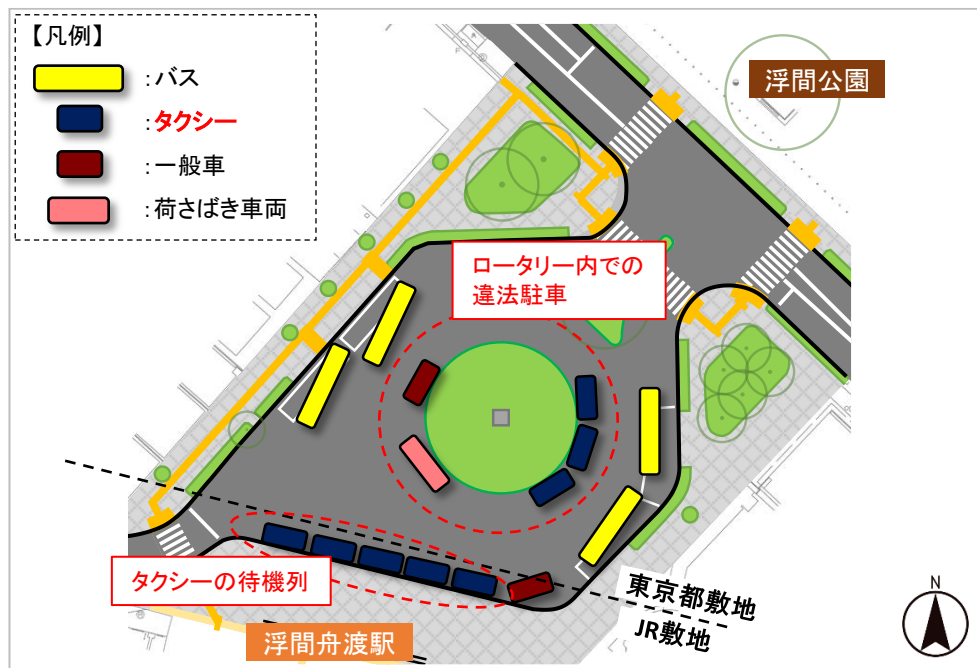 【凡例】
：バス
：タクシー
：一般車
：荷さばき車両
浮間公園
ロータリー内での
違法駐車
タクシーの待機列
東京都敷地
JR敷地
浮間舟渡駅
N